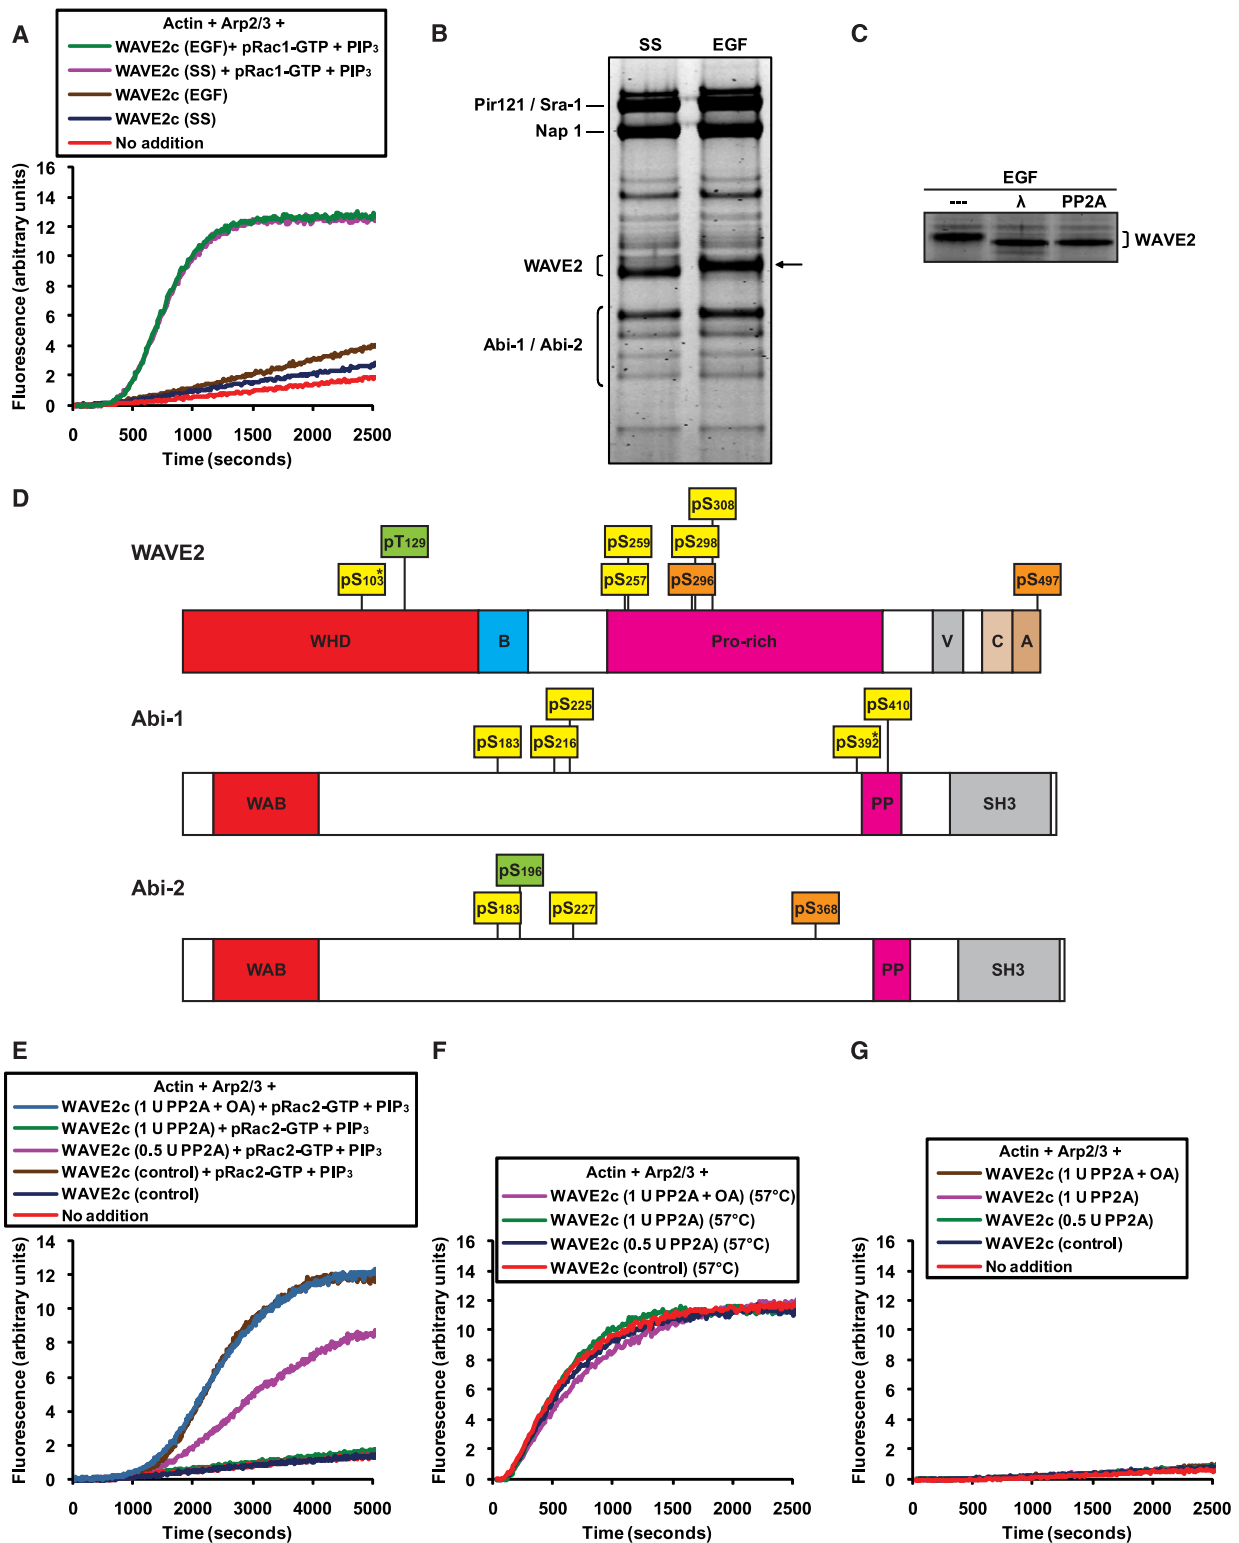 A
Actin + Arp2/3 +
WAVE2c (EGF)+ pRac1-GTP + PIP₃
WAVE2c (SS) + pRac1-GTP + PIP₃
WAVE2c (EGF)
WAVE2c (SS)
No addition
Fluorescence (arbitrary units)
16
14
12
10
8
6
4
2
0
0 500 1000 1500 2000 2500
Time (seconds)
B
SS EGF
Pir121 / Sra-1
Nap 1
WAVE2
Abi-1 / Abi-2
C
EGF
--- λ PP2A
WAVE2
D
WAVE2
pS308
pT129 pS259 pS298
pS103* pS257 pS296 pS497
WHD B Pro-rich V C A
Abi-1
pS225 pS410
pS183 pS216 pS392*
WAB PP SH3
Abi-2
pS196
pS183 pS227 pS368
WAB PP SH3
E
Actin + Arp2/3 +
WAVE2c (1 U PP2A + OA) + pRac2-GTP + PIP₃
WAVE2c (1 U PP2A) + pRac2-GTP + PIP₃
WAVE2c (0.5 U PP2A) + pRac2-GTP + PIP₃
WAVE2c (control) + pRac2-GTP + PIP₃
WAVE2c (control)
No addition
Fluorescence (arbitrary units)
14
12
10
8
6
4
2
0
0 1000 2000 3000 4000 5000
Time (seconds)
F
Actin + Arp2/3 +
WAVE2c (1 U PP2A + OA) (57°C)
WAVE2c (1 U PP2A) (57°C)
WAVE2c (0.5 U PP2A) (57°C)
WAVE2c (control) (57°C)
Fluorescence (arbitrary units)
16
14
12
10
8
6
4
2
0
0 500 1000 1500 2000 2500
Time (seconds)
G
Actin + Arp2/3 +
WAVE2c (1 U PP2A + OA)
WAVE2c (1 U PP2A)
WAVE2c (0.5 U PP2A)
WAVE2c (control)
No addition
Fluorescence (arbitrary units)
16
14
12
10
8
6
4
2
0
0 500 1000 1500 2000 2500
Time (seconds)